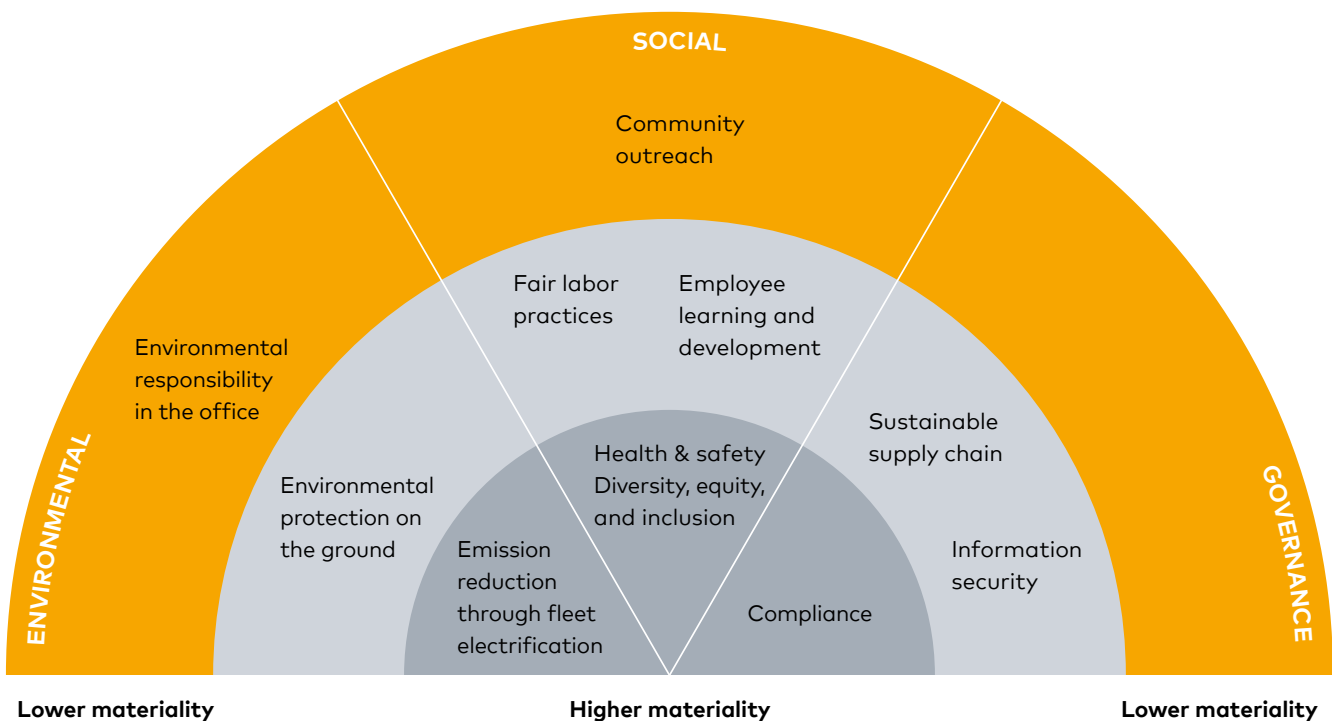 SOCIAL
Community
outreach
Fair labor
practices
Employee
learning and
development
Environmental
responsibility
in the office
ENVIRONMENTAL
Environmental
protection on
the ground
Health & safety
Diversity, equity,
and inclusion
Sustainable
supply chain
GOVERNANCE
Emission
reduction
through fleet
electrification
Compliance
Information
security
Lower materiality
Higher materiality
Lower materiality